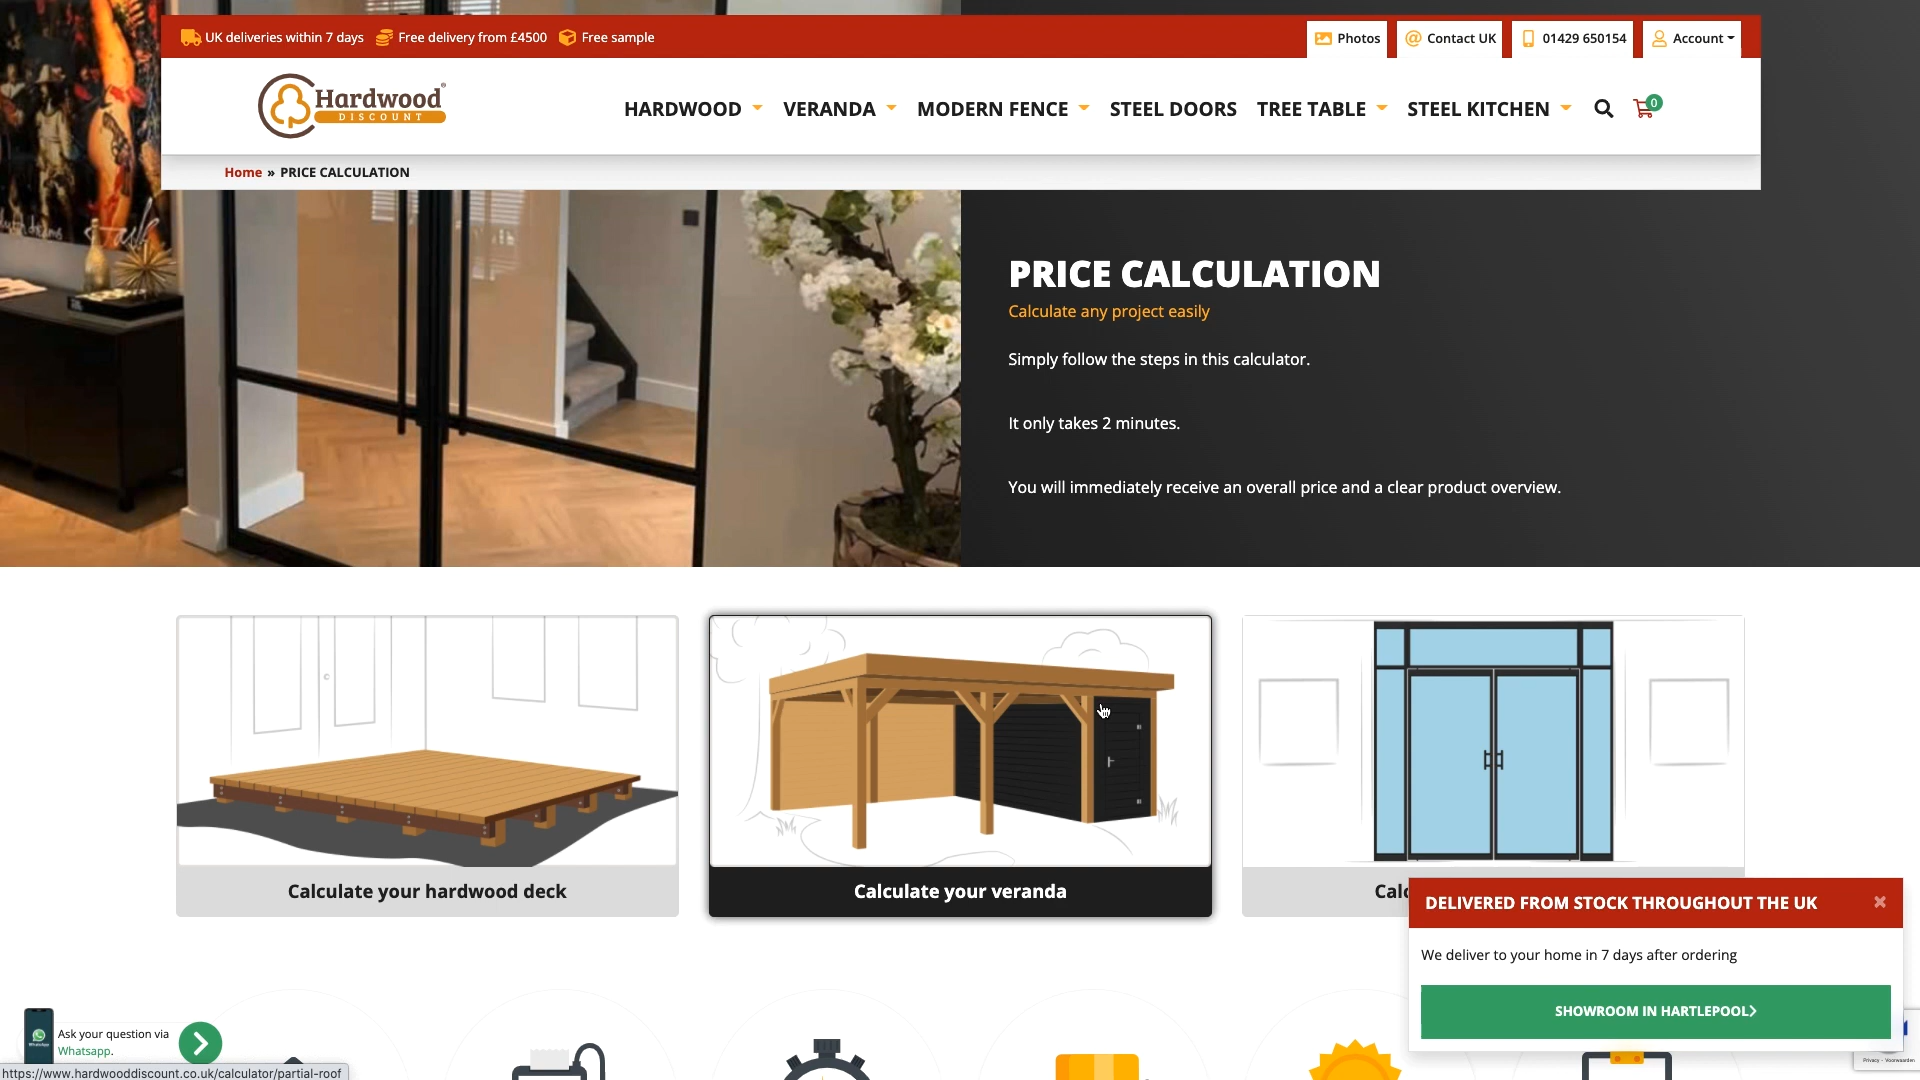 UK deliveries within 7 days Free delivery from £4500 Free sample
Photos Contact UK 01429 650154 Account
Hardwood®
DISCOUNT
HARDWOOD VERANDA MODERN FENCE STEEL DOORS TREE TABLE STEEL KITCHEN 0
Home » PRICE CALCULATION
PRICE CALCULATION
Calculate any project easily
Simply follow the steps in this calculator.
It only takes 2 minutes.
You will immediately receive an overall price and a clear product overview.
Calculate your hardwood deck
Calculate your veranda
DELIVERED FROM STOCK THROUGHOUT THE UK ×
We deliver to your home in 7 days after ordering
SHOWROOM IN HARTLEPOOL
Ask your question via
Whatsapp.
WhatsApp
Privacy - Voorwaarden
https://www.hardwooddiscount.co.uk/calculator/partial-roof